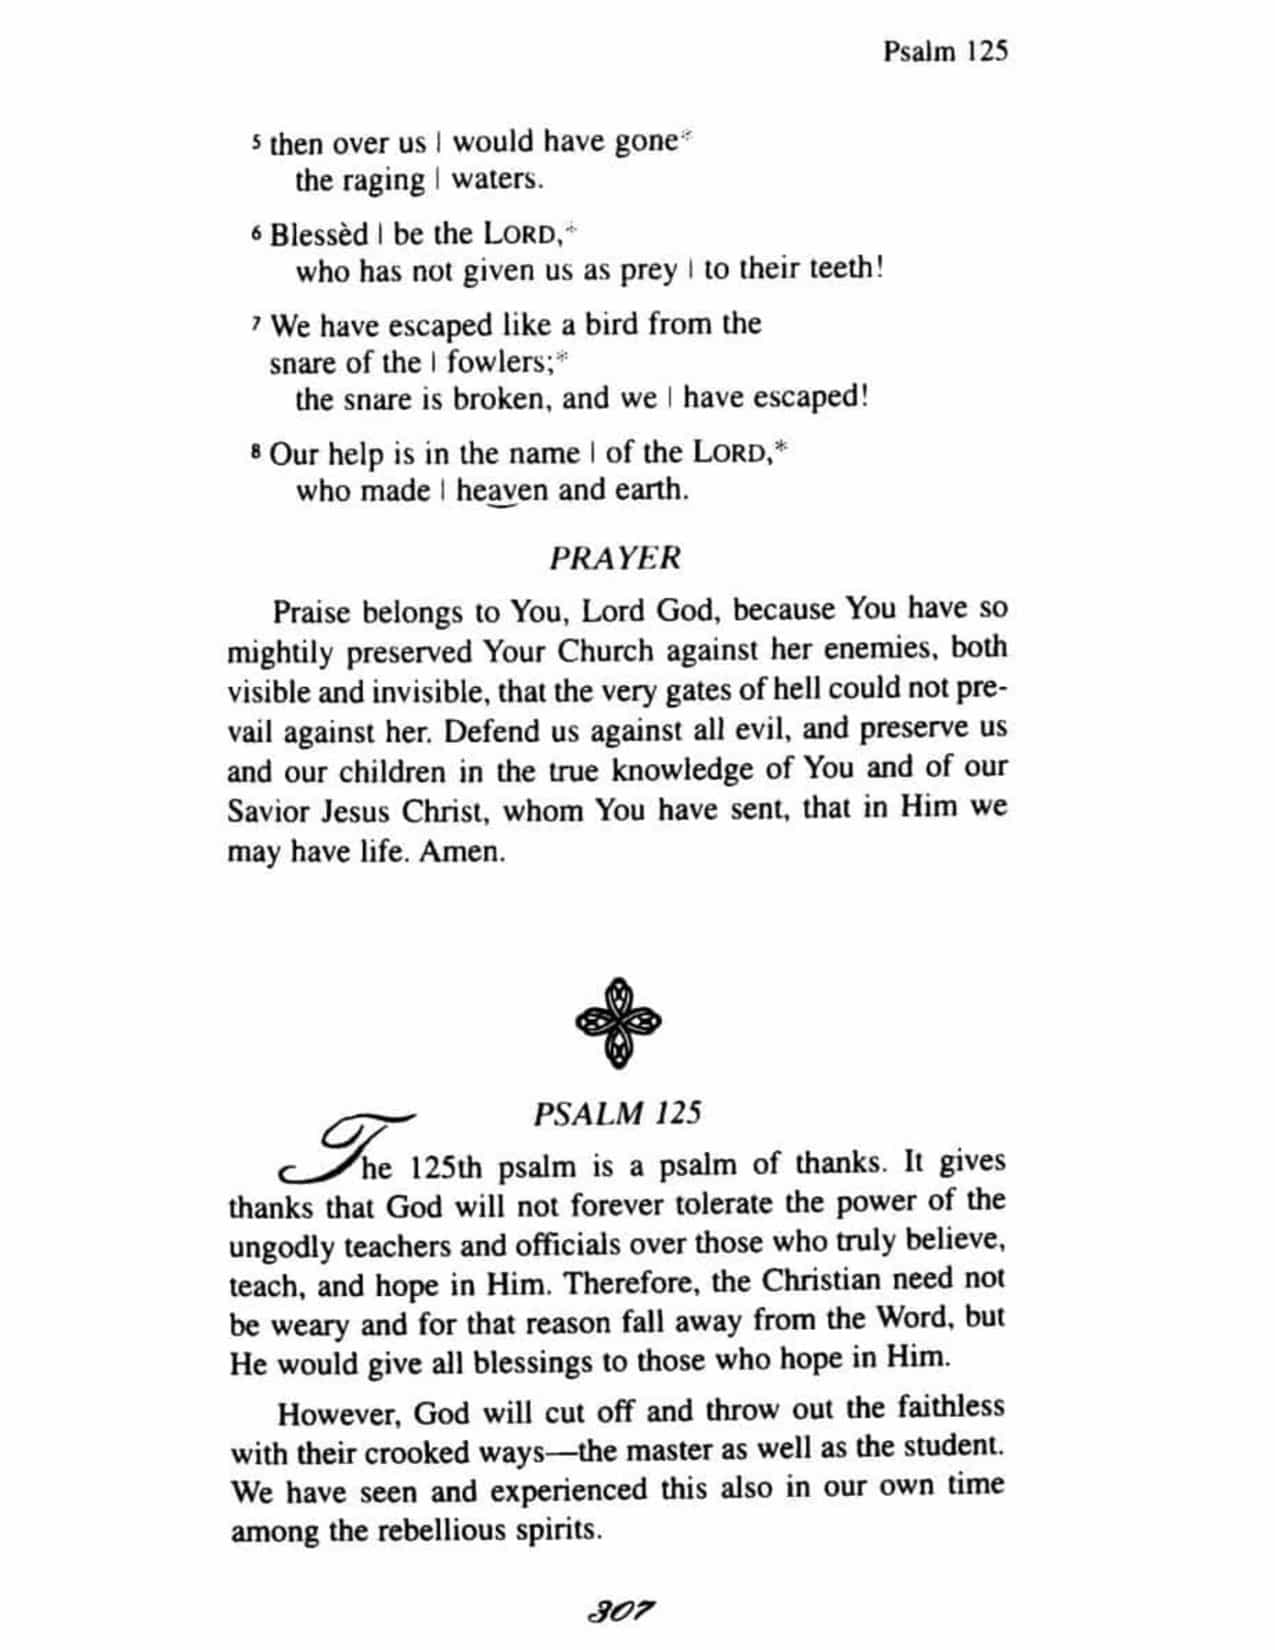 Psalm 125
5 then over us | would have gone*
the raging | waters.
6 Blessèd | be the LORD,*
who has not given us as prey | to their teeth!
7 We have escaped like a bird from the
snare of the | fowlers;*
the snare is broken, and we | have escaped!
8 Our help is in the name | of the LORD,*
who made | heaven and earth.
PRAYER
Praise belongs to You, Lord God, because You have so
mightily preserved Your Church against her enemies, both
visible and invisible, that the very gates of hell could not pre-
vail against her. Defend us against all evil, and preserve us
and our children in the true knowledge of You and of our
Savior Jesus Christ, whom You have sent, that in Him we
may have life. Amen.
PSALM 125
The 125th psalm is a psalm of thanks. It gives
thanks that God will not forever tolerate the power of the
ungodly teachers and officials over those who truly believe,
teach, and hope in Him. Therefore, the Christian need not
be weary and for that reason fall away from the Word, but
He would give all blessings to those who hope in Him.
However, God will cut off and throw out the faithless
with their crooked ways—the master as well as the student.
We have seen and experienced this also in our own time
among the rebellious spirits.
307